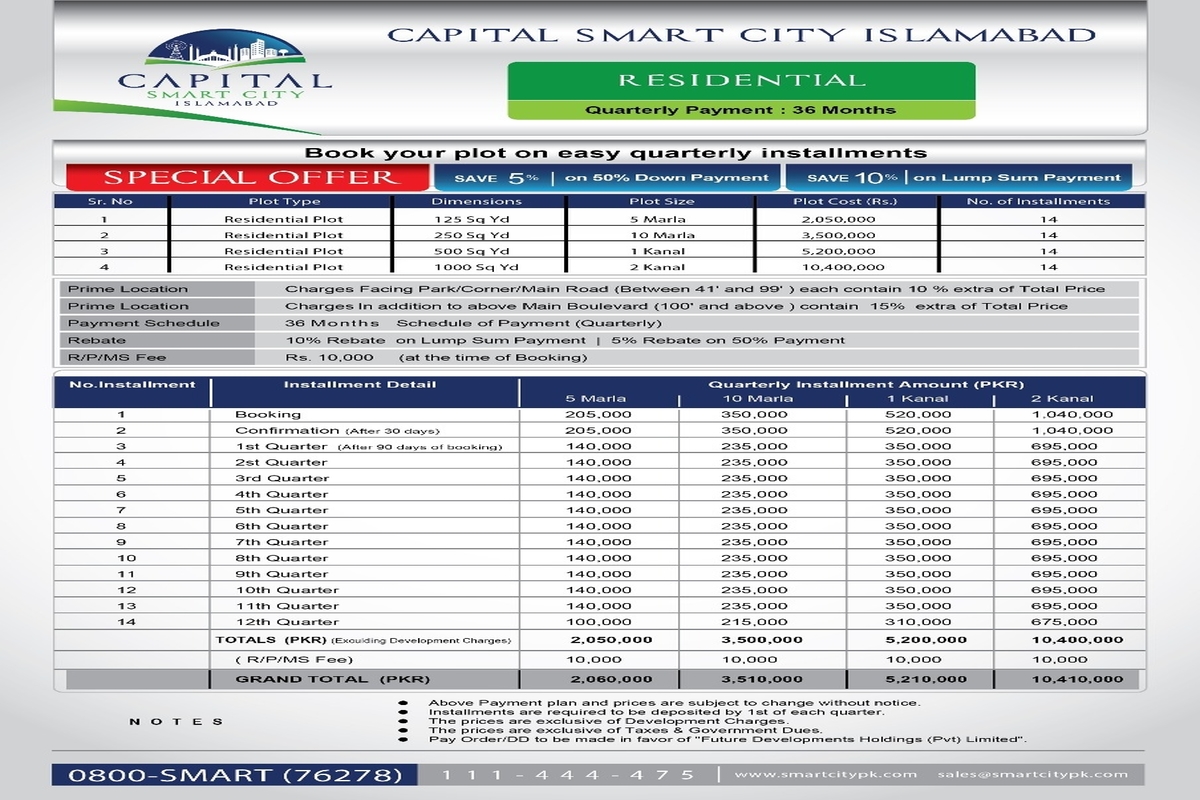 CAPITAL
SMART CITY
ISLAMABAD
CAPITAL SMART CITY ISLAMABAD
RESIDENTIAL
Quarterly Payment : 36 Months
Book your plot on easy quarterly installments
SPECIAL OFFER SAVE 5% | on 50% Down Payment SAVE 10% | on Lump Sum Payment
Sr. No Plot Type Dimensions Plot Size Plot Cost (Rs.) No. of Installments
1 Residential Plot 125 Sq Yd 5 Marla 2,050,000 14
2 Residential Plot 250 Sq Yd 10 Marla 3,500,000 14
3 Residential Plot 500 Sq Yd 1 Kanal 5,200,000 14
4 Residential Plot 1000 Sq Yd 2 Kanal 10,400,000 14
Prime Location Charges Facing Park/Corner/Main Road (Between 41' and 99' ) each contain 10 % extra of Total Price
Prime Location Charges In addition to above Main Boulevard (100' and above ) contain 15% extra of Total Price
Payment Schedule 36 Months Schedule of Payment (Quarterly)
Rebate 10% Rebate on Lump Sum Payment | 5% Rebate on 50% Payment
R/P/MS Fee Rs. 10,000 (at the time of Booking)
No.Installment Installment Detail Quarterly Installment Amount (PKR)
5 Marla 10 Marla 1 Kanal 2 Kanal
1 Booking 205,000 350,000 520,000 1,040,000
2 Confirmation (After 30 days) 205,000 350,000 520,000 1,040,000
3 1st Quarter (After 90 days of booking) 140,000 235,000 350,000 695,000
4 2st Quarter 140,000 235,000 350,000 695,000
5 3rd Quarter 140,000 235,000 350,000 695,000
6 4th Quarter 140,000 235,000 350,000 695,000
7 5th Quarter 140,000 235,000 350,000 695,000
8 6th Quarter 140,000 235,000 350,000 695,000
9 7th Quarter 140,000 235,000 350,000 695,000
10 8th Quarter 140,000 235,000 350,000 695,000
11 9th Quarter 140,000 235,000 350,000 695,000
12 10th Quarter 140,000 235,000 350,000 695,000
13 11th Quarter 140,000 235,000 350,000 695,000
14 12th Quarter 100,000 215,000 310,000 675,000
TOTALS (PKR) (Exculding Development Charges) 2,050,000 3,500,000 5,200,000 10,400,000
( R/P/MS Fee) 10,000 10,000 10,000 10,000
GRAND TOTAL (PKR) 2,060,000 3,510,000 5,210,000 10,410,000
NOTES
● Above Payment plan and prices are subject to change without notice.
● Installments are required to be deposited by 1st of each quarter.
● The prices are exclusive of Development Charges.
● The prices are exclusive of Taxes & Government Dues.
● Pay Order/DD to be made in favor of "Future Developments Holdings (Pvt) Limited".
0800-SMART (76278) 111-444-475 | www.smartcitypk.com sales@smartcitypk.com